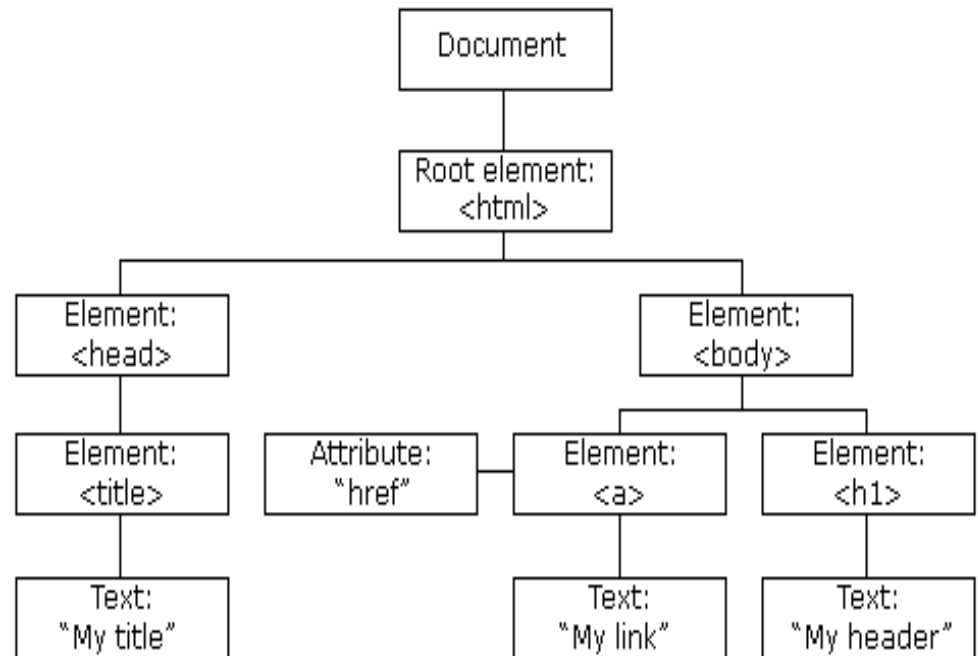 Document
Root element:
<html>
Element:
<head>
Element:
<body>
Element:
<title>
Attribute:
“href”
Element:
<a>
Element:
<h1>
Text:
“My title”
Text:
“My link”
Text:
“My header”